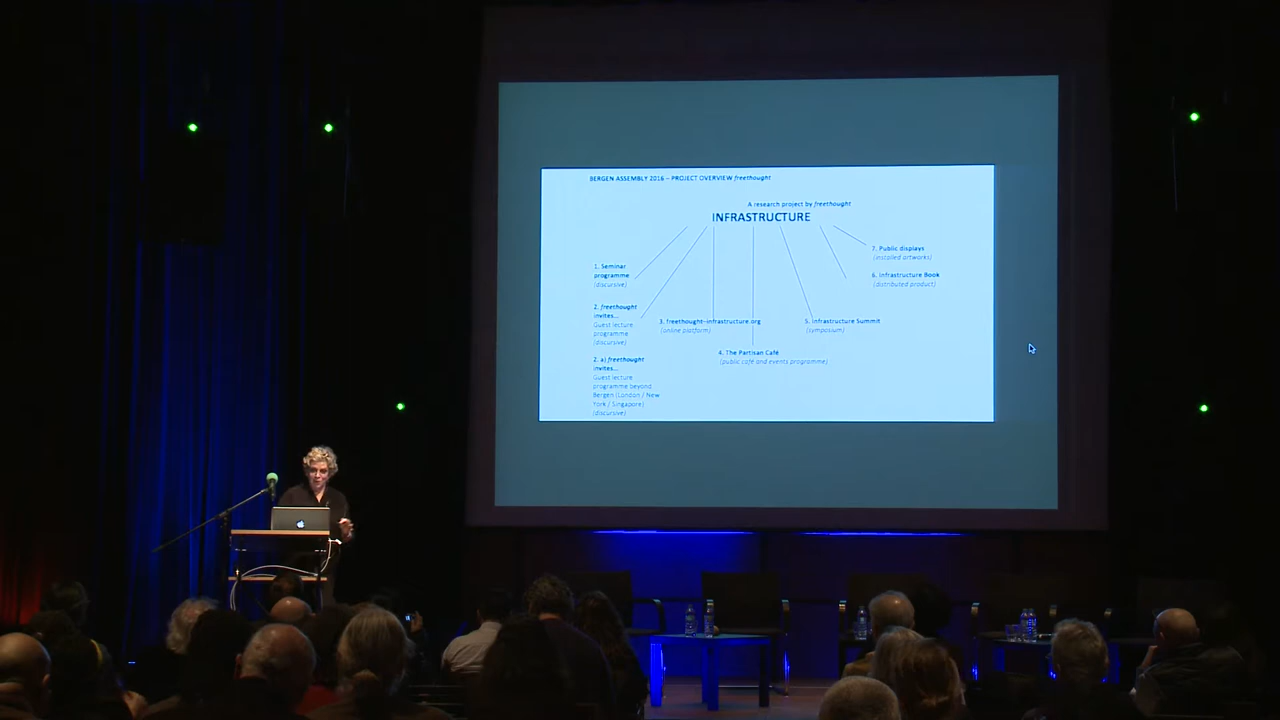 BERGEN ASSEMBLY 2016 – PROJECT OVERVIEW freethought
A research project by freethought
INFRASTRUCTURE
1. Seminar
programme
(discursive)
2. freethought
invites...
Guest lecture
programme
(discursive)
2. a) freethought
invites...
Guest lecture
programme beyond
Bergen (London / New
York / Singapore)
(discursive)
3. freethought-infrastructure.org
(online platform)
4. The Partisan Café
(public café and events programme)
5. Infrastructure Summit
(symposium)
6. Infrastructure Book
(distributed product)
7. Public displays
(installed artworks)